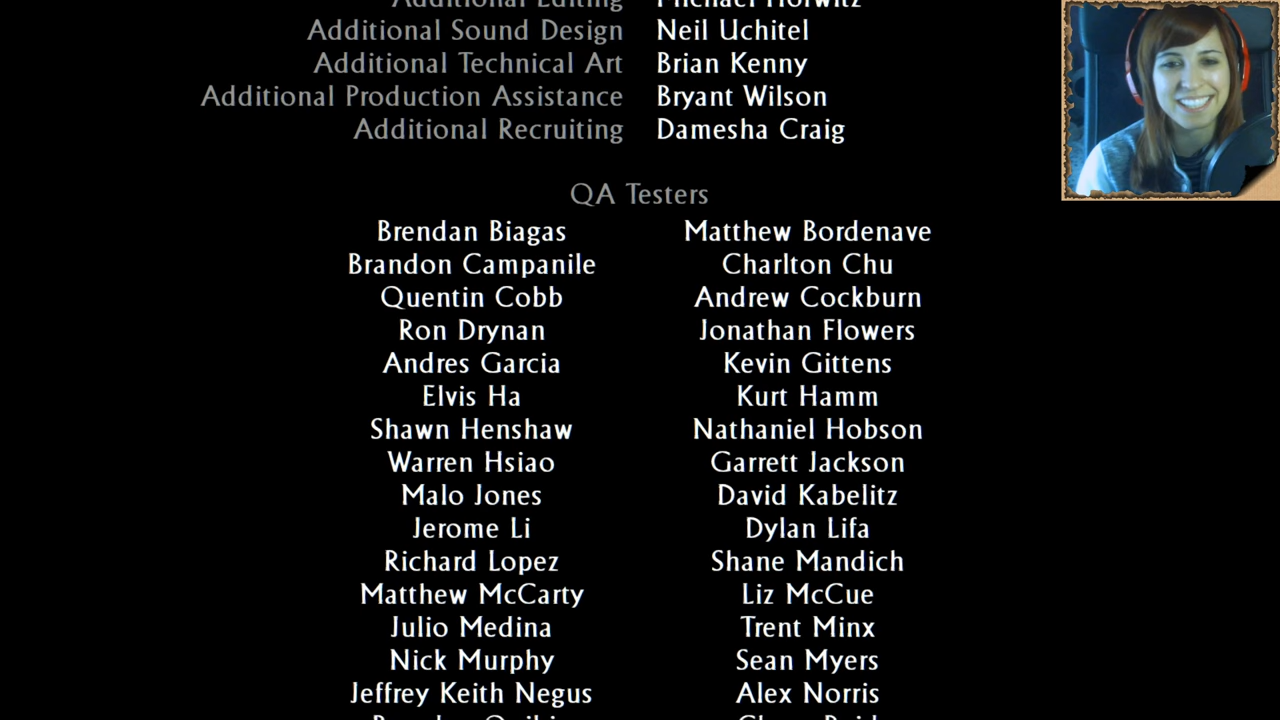 Additional Editing Michael Horwitz
Additional Sound Design Neil Uchitel
Additional Technical Art Brian Kenny
Additional Production Assistance Bryant Wilson
Additional Recruiting Damesha Craig
QA Testers
Brendan Biagas Matthew Bordenave
Brandon Campanile Charlton Chu
Quentin Cobb Andrew Cockburn
Ron Drynan Jonathan Flowers
Andres Garcia Kevin Gittens
Elvis Ha Kurt Hamm
Shawn Henshaw Nathaniel Hobson
Warren Hsiao Garrett Jackson
Malo Jones David Kabelitz
Jerome Li Dylan Lifa
Richard Lopez Shane Mandich
Matthew McCarty Liz McCue
Julio Medina Trent Minx
Nick Murphy Sean Myers
Jeffrey Keith Negus Alex Norris